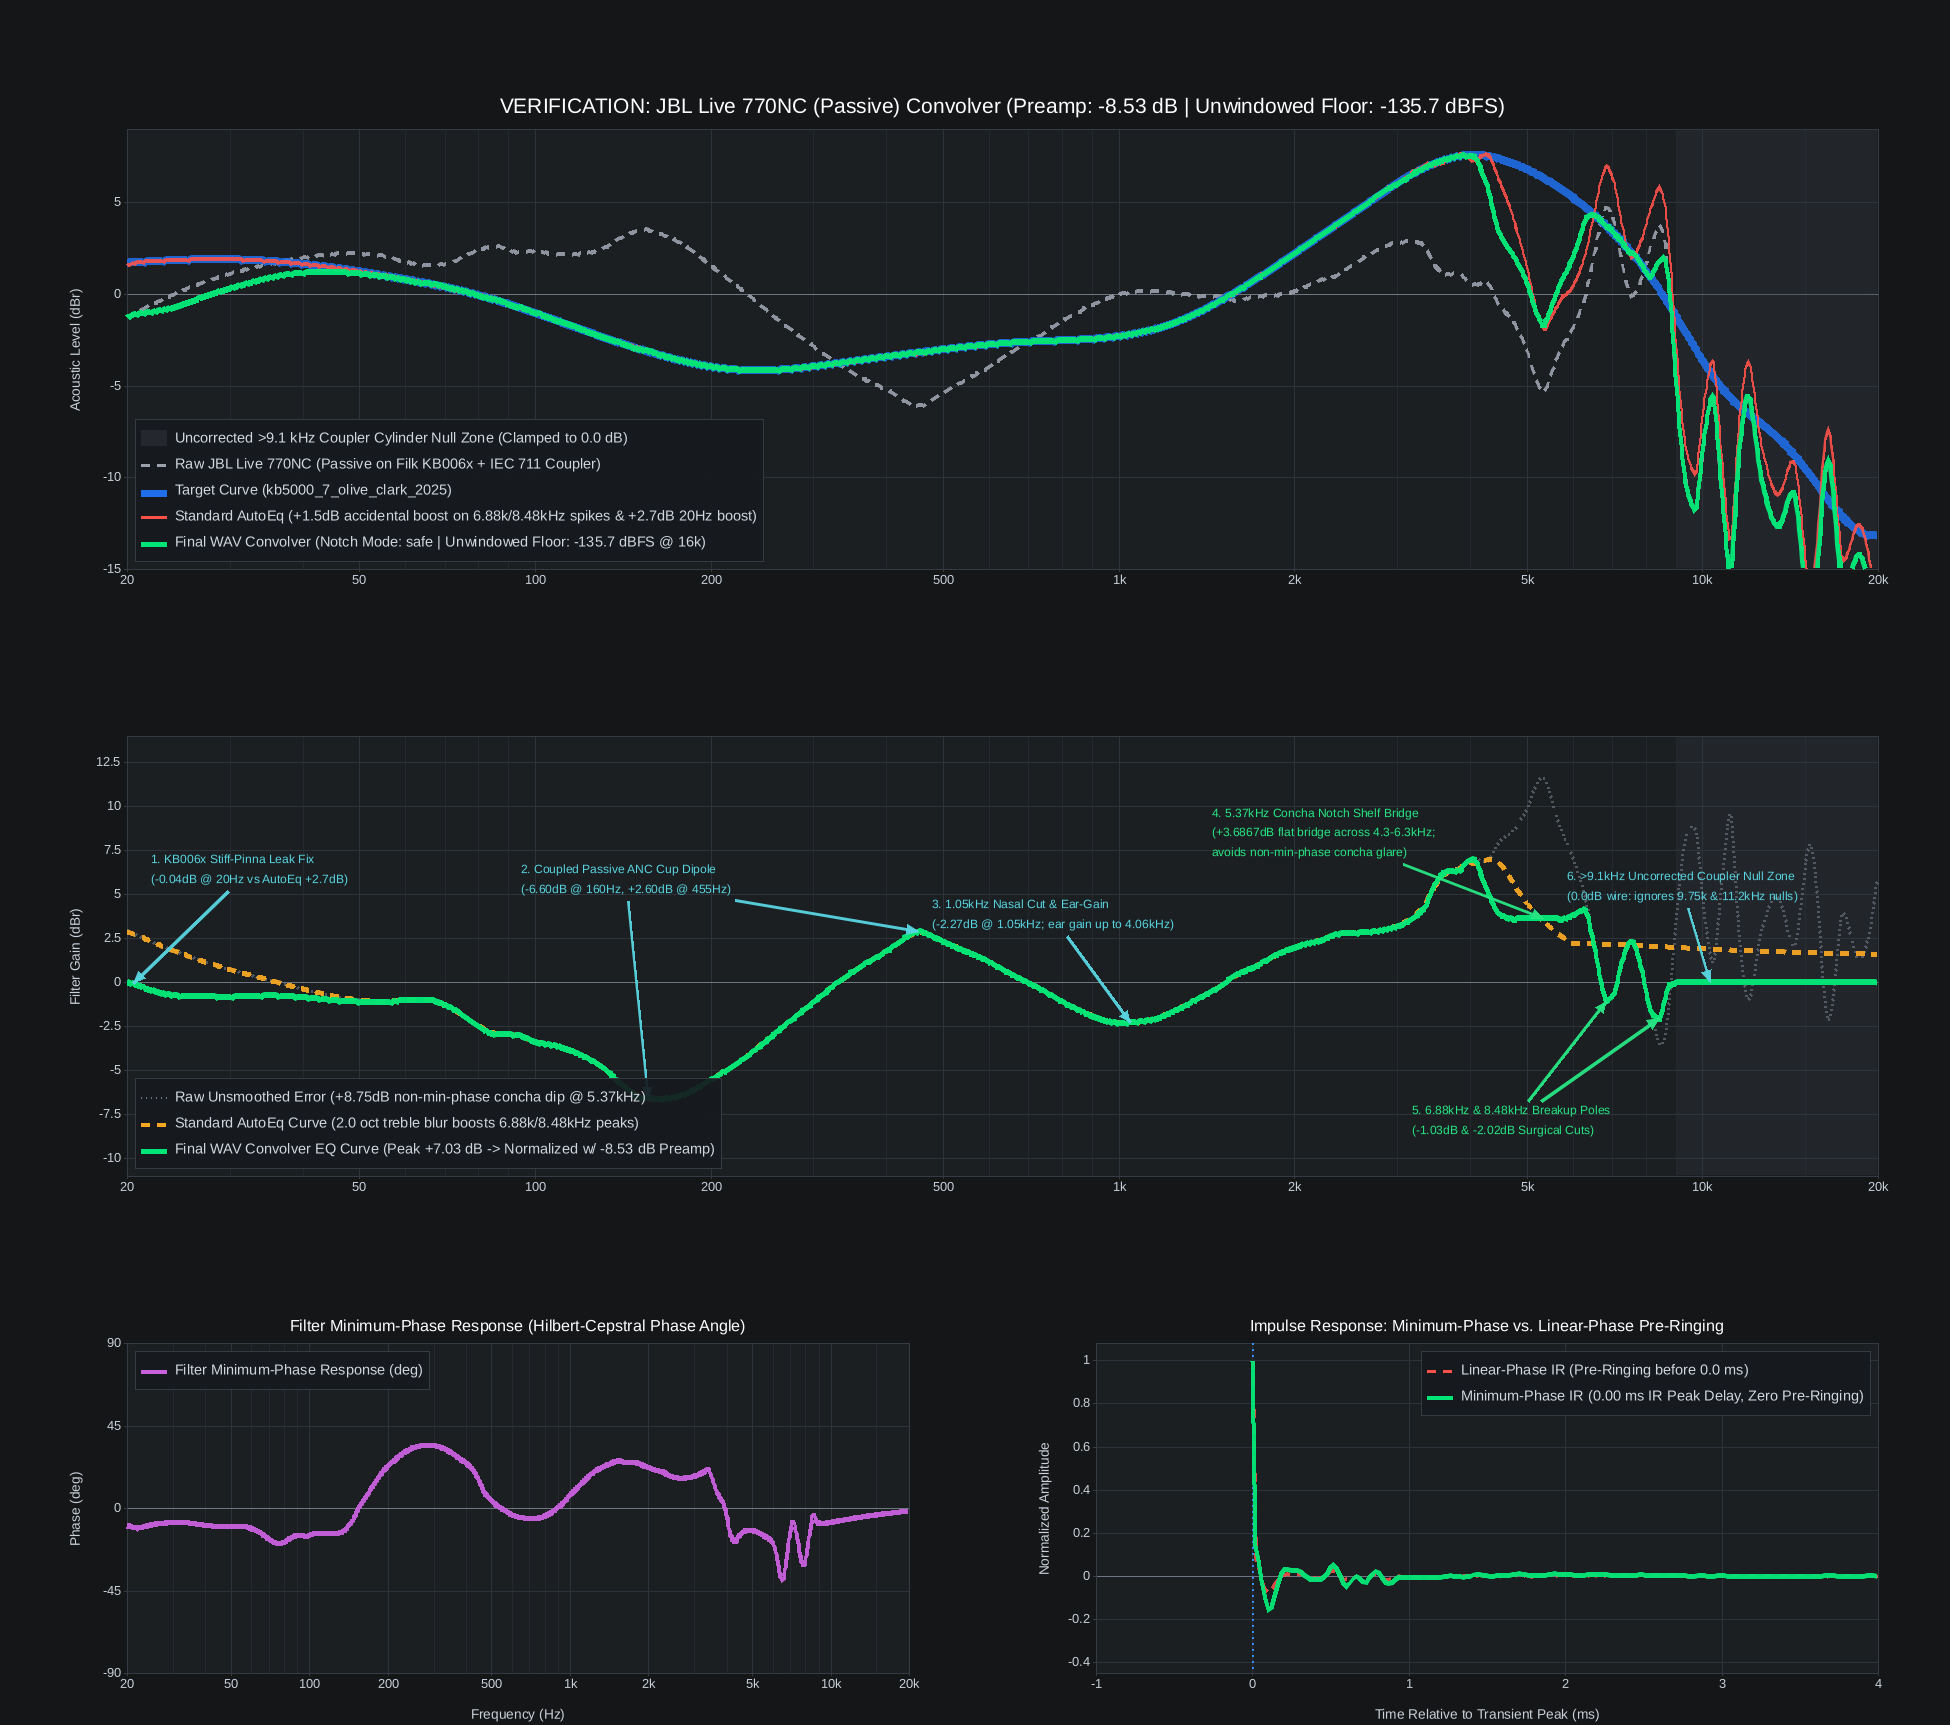 VERIFICATION: JBL Live 770NC (Passive) Convolver (Preamp: -8.53 dB | Unwindowed Floor: -135.7 dBFS)
Acoustic Level (dBr)
5
0
-5
-10
-15
Uncorrected >9.1 kHz Coupler Cylinder Null Zone (Clamped to 0.0 dB)
Raw JBL Live 770NC (Passive on Filk KB006x + IEC 711 Coupler)
Target Curve (kb5000_7_olive_clark_2025)
Standard AutoEq (+1.5dB accidental boost on 6.88k/8.48kHz spikes & +2.7dB 20Hz boost)
Final WAV Convolver (Notch Mode: safe | Unwindowed Floor: -135.7 dBFS @ 16k)
20 50 100 200 500 1k 2k 5k 10k 20k
Filter Gain (dBr)
12.5
10
7.5
5
2.5
0
-2.5
-5
-7.5
-10
1. KB006x Stiff-Pinna Leak Fix
(-0.04dB @ 20Hz vs AutoEq +2.7dB)
2. Coupled Passive ANC Cup Dipole
(-6.60dB @ 160Hz, +2.60dB @ 455Hz)
3. 1.05kHz Nasal Cut & Ear-Gain
(-2.27dB @ 1.05kHz; ear gain up to 4.06kHz)
4. 5.37kHz Concha Notch Shelf Bridge
(+3.6867dB flat bridge across 4.3-6.3kHz;
avoids non-min-phase concha glare)
6. >9.1kHz Uncorrected Coupler Null Zone
(0.0dB wire: ignores 9.75k & 11.2kHz nulls)
5. 6.88kHz & 8.48kHz Breakup Poles
(-1.03dB & -2.02dB Surgical Cuts)
Raw Unsmoothed Error (+8.75dB non-min-phase concha dip @ 5.37kHz)
Standard AutoEq Curve (2.0 oct treble blur boosts 6.88k/8.48kHz peaks)
Final WAV Convolver EQ Curve (Peak +7.03 dB -> Normalized w/ -8.53 dB Preamp)
20 50 100 200 500 1k 2k 5k 10k 20k
Filter Minimum-Phase Response (Hilbert-Cepstral Phase Angle)
Phase (deg)
90
45
0
-45
-90
Filter Minimum-Phase Response (deg)
20 50 100 200 500 1k 2k 5k 10k 20k
Frequency (Hz)
Impulse Response: Minimum-Phase vs. Linear-Phase Pre-Ringing
Normalized Amplitude
1
0.8
0.6
0.4
0.2
0
-0.2
-0.4
Linear-Phase IR (Pre-Ringing before 0.0 ms)
Minimum-Phase IR (0.00 ms IR Peak Delay, Zero Pre-Ringing)
-1 0 1 2 3 4
Time Relative to Transient Peak (ms)